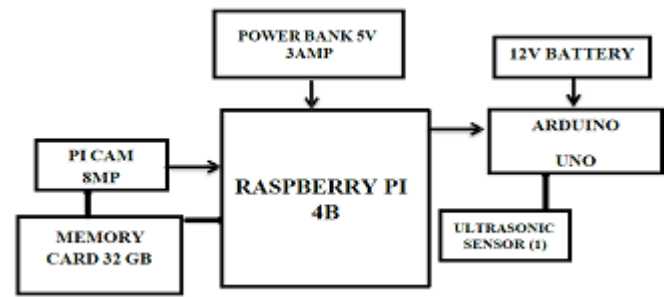 POWER BANK 5V
3AMP
12V BATTERY
PI CAM
8MP
RASPBERRY PI
4B
ARDUINO
UNO
MEMORY
CARD 32 GB
ULTRASONIC
SENSOR (1)